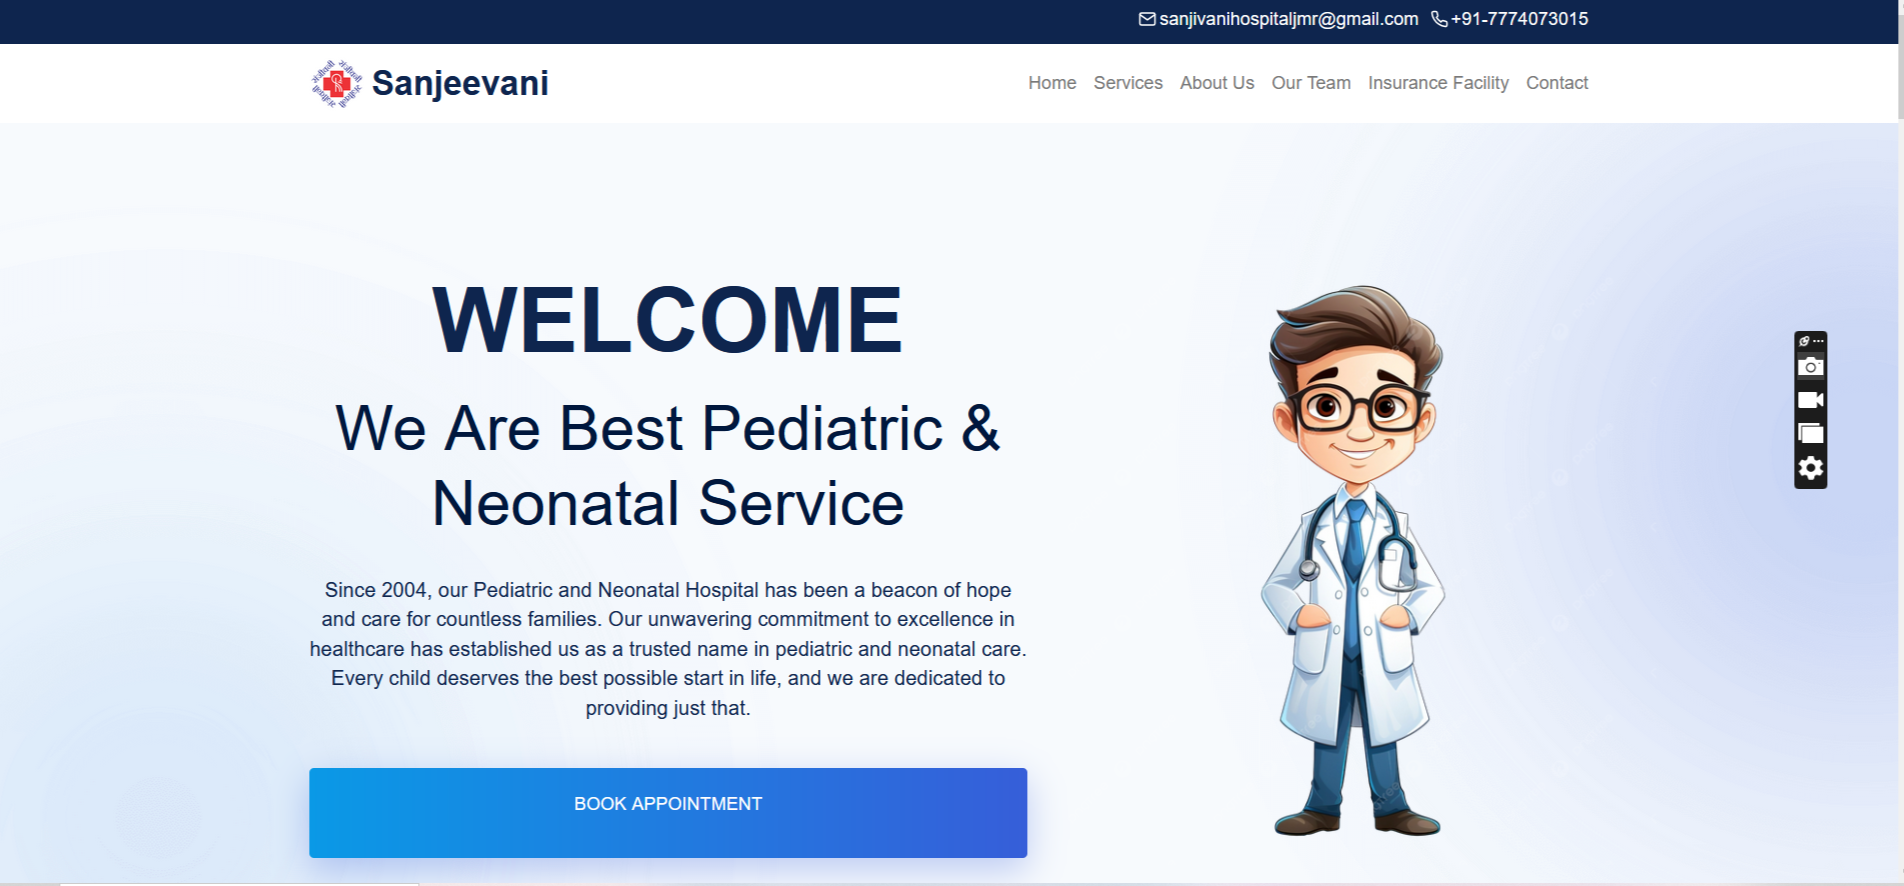 sanjivanihospitaljmr@gmail.com +91-7774073015
Sanjeevani
Home Services About Us Our Team Insurance Facility Contact
WELCOME
We Are Best Pediatric &
Neonatal Service
Since 2004, our Pediatric and Neonatal Hospital has been a beacon of hope
and care for countless families. Our unwavering commitment to excellence in
healthcare has established us as a trusted name in pediatric and neonatal care.
Every child deserves the best possible start in life, and we are dedicated to
providing just that.
BOOK APPOINTMENT